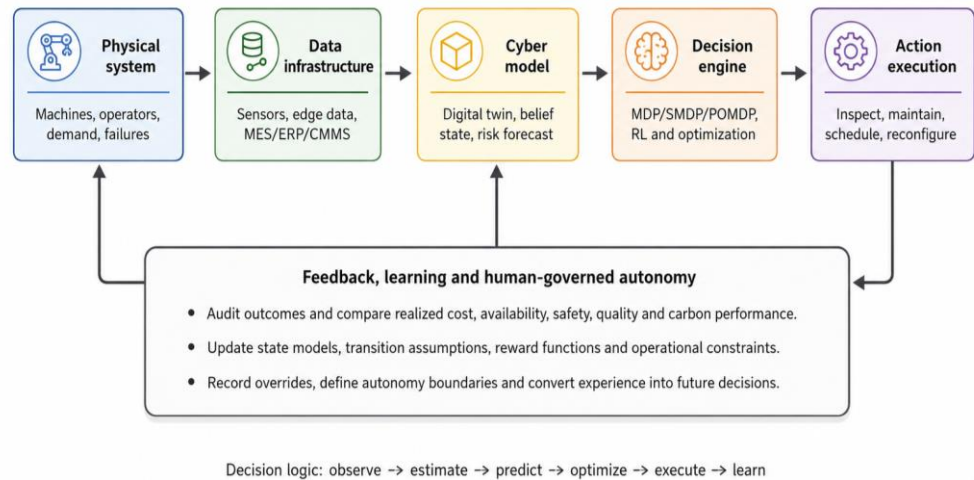 Physical
system
Machines, operators,
demand, failures
Data
infrastructure
Sensors, edge data,
MES/ERP/CMMS
Cyber
model
Digital twin, belief
state, risk forecast
Decision
engine
MDP/SMDP/POMDP,
RL and optimization
Action
execution
Inspect, maintain,
schedule, reconfigure
Feedback, learning and human-governed autonomy
• Audit outcomes and compare realized cost, availability, safety, quality and carbon performance.
• Update state models, transition assumptions, reward functions and operational constraints.
• Record overrides, define autonomy boundaries and convert experience into future decisions.
Decision logic: observe → estimate → predict → optimize → execute → learn